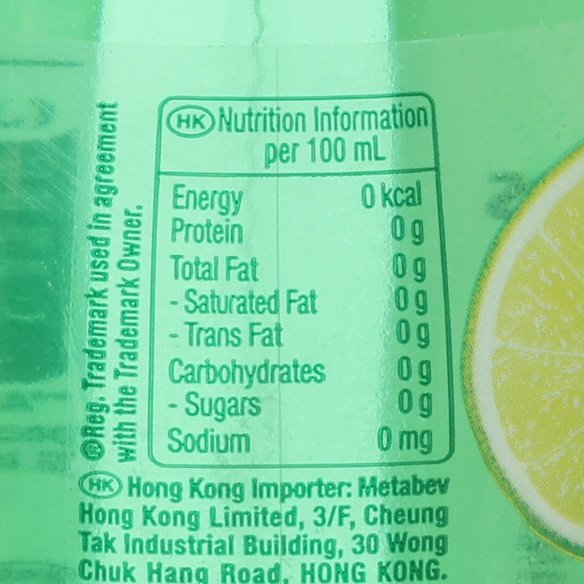 HK Nutrition Information
per 100 mL
Energy 0 kcal
Protein 0 g
Total Fat 0 g
- Saturated Fat 0 g
- Trans Fat 0 g
Carbohydrates 0 g
- Sugars 0 g
Sodium 0 mg
®Reg. Trademark used in agreement
with the Trademark Owner.
HK Hong Kong Importer: Metabev
Hong Kong Limited, 3/F, Cheung
Tak Industrial Building, 30 Wong
Chuk Hang Road, HONG KONG.